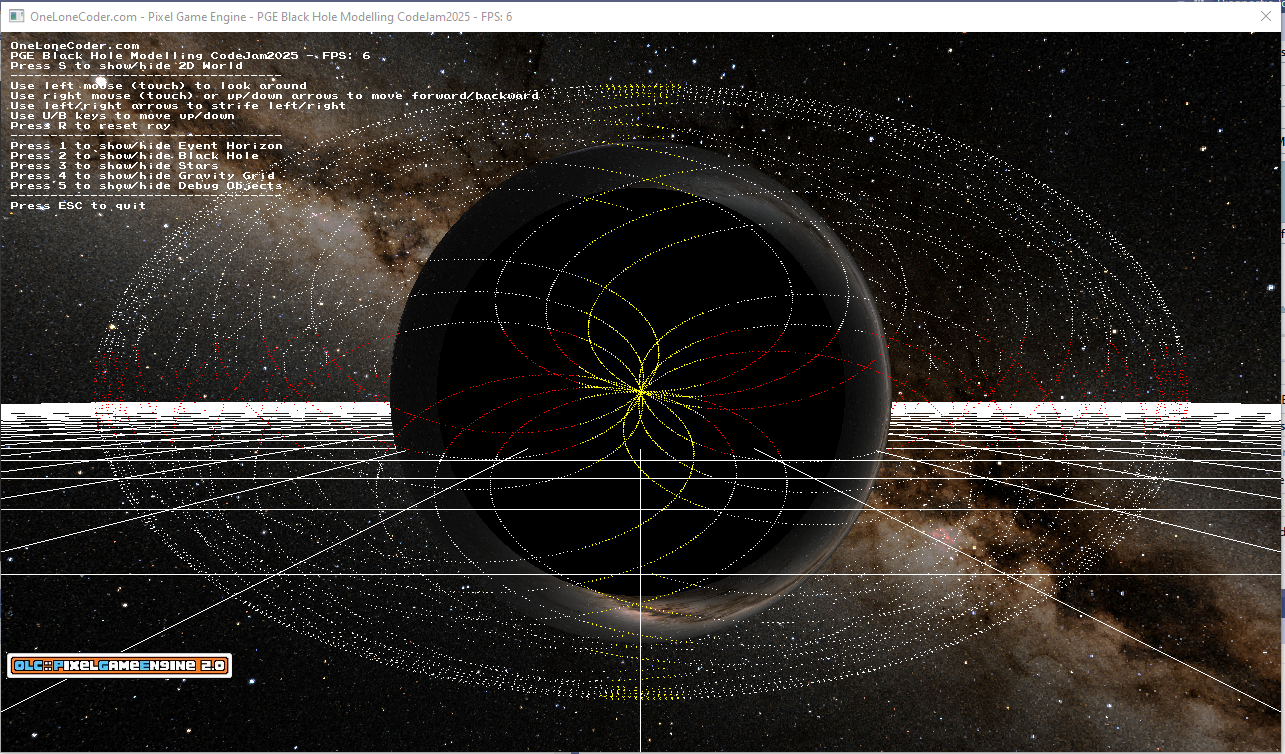 OneLoneCoder.com - Pixel Game Engine - PGE Black Hole Modelling CodeJam2025 - FPS: 6
OneLoneCoder.com
PGE Black Hole Modelling CodeJam2025 - FPS: 6
Press S to show/hide 2D World
Use left mouse (touch) to look around
Use right mouse (touch) or up/down arrows to move forward/backward
Use left/right arrows to strife left/right
Use U/B keys to move up/down
Press R to reset ray
Press 1 to show/hide Event Horizon
Press 2 to show/hide Black Hole
Press 3 to show/hide Stars
Press 4 to show/hide Gravity Grid
Press 5 to show/hide Debug Objects
Press ESC to quit
OLC::PixelGameEngine 2.0